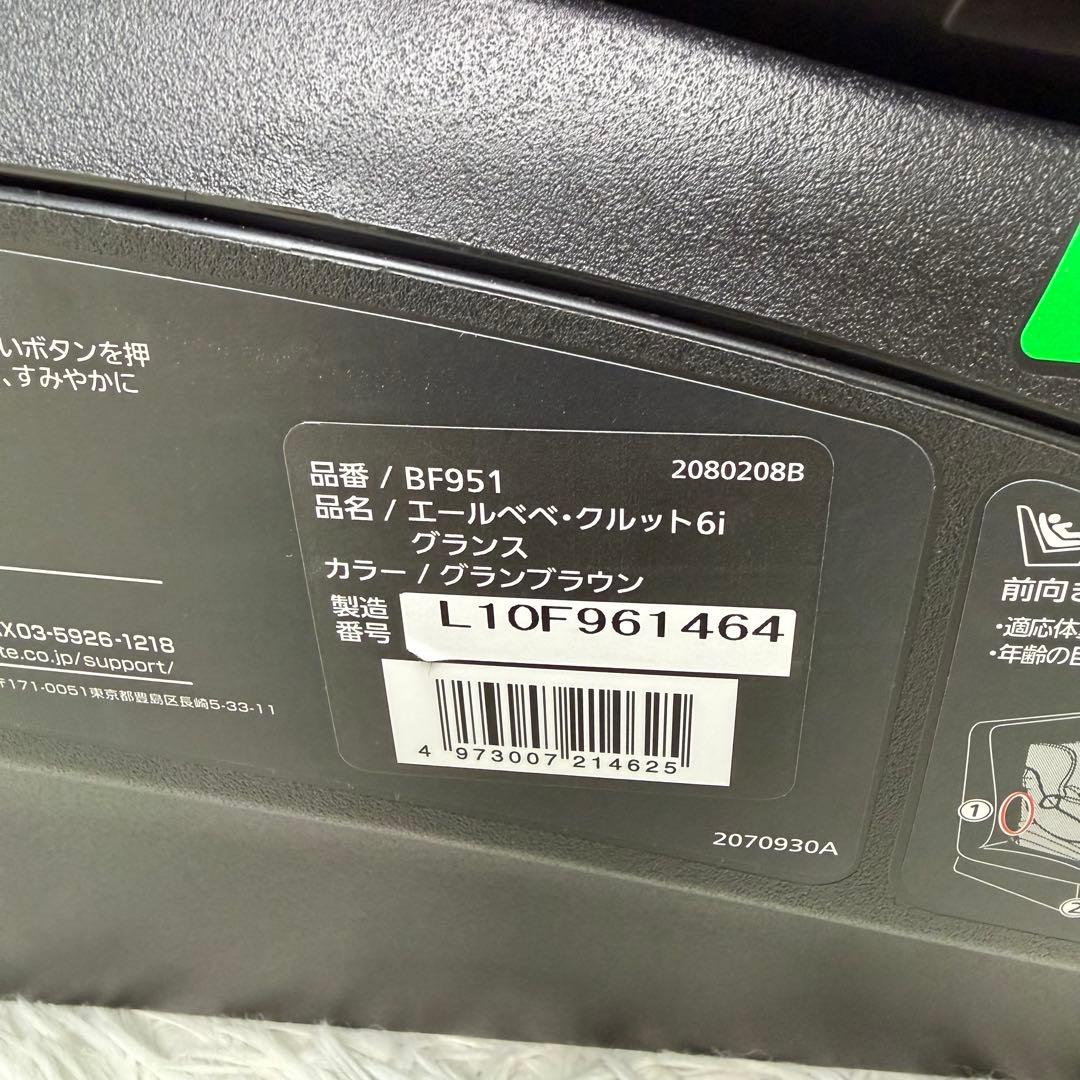 いボタンを押
、すみやかに
品番 / BF951
2080208B
品名 / エールベベ・クルット6i
グランス
カラー / グランブラウン
製造
番号
L10F961464
4 973007 214625
2070930A
X03-5926-1218
te.co.jp/support/
〒171-0051東京都豊島区長崎5-33-11
前向き
・適応体
・年齢の目
1
2